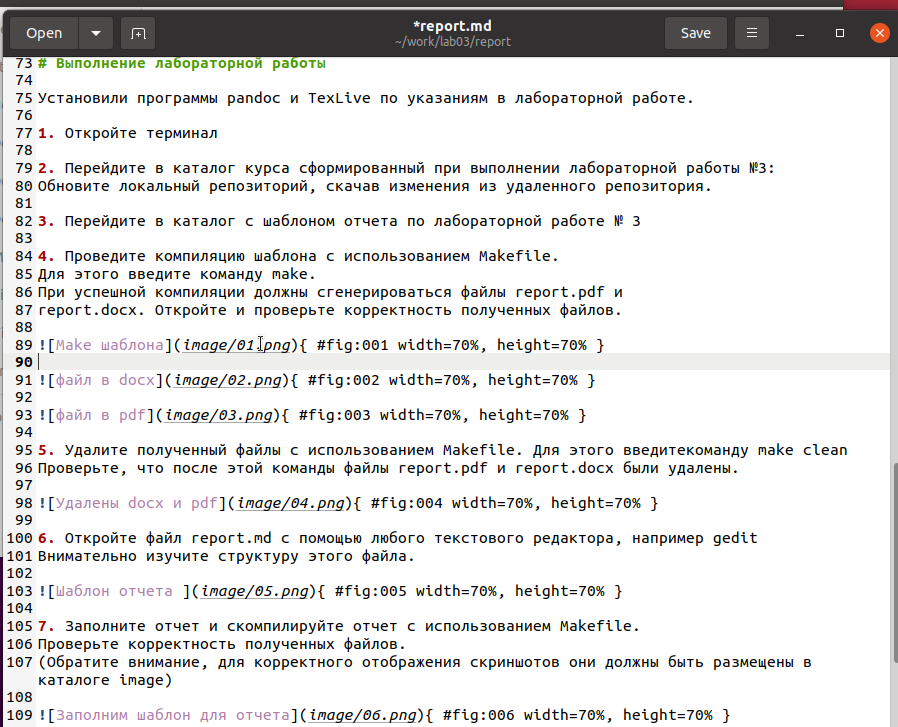 Open
*report.md
~/work/lab03/report
Save
73 # Выполнение лабораторной работы
74
75 Установили программы pandoc и TexLive по указаниям в лабораторной работе.
76
77 1. Откройте терминал
78
79 2. Перейдите в каталог курса сформированный при выполнении лабораторной работы №3:
80 Обновите локальный репозиторий, скачав изменения из удаленного репозитория.
81
82 3. Перейдите в каталог с шаблоном отчета по лабораторной работе № 3
83
84 4. Проведите компиляцию шаблона с использованием Makefile.
85 Для этого введите команду make.
86 При успешной компиляции должны сгенерироваться файлы report.pdf и
87 report.docx. Откройте и проверьте корректность полученных файлов.
88
89 ![Make шаблона](image/01.png){ #fig:001 width=70%, height=70% }
90
91 ![файл в docx](image/02.png){ #fig:002 width=70%, height=70% }
92
93 ![файл в pdf](image/03.png){ #fig:003 width=70%, height=70% }
94
95 5. Удалите полученный файлы с использованием Makefile. Для этого введитекоманду make clean
96 Проверьте, что после этой команды файлы report.pdf и report.docx были удалены.
97
98 ![Удалены docx и pdf](image/04.png){ #fig:004 width=70%, height=70% }
99
100 6. Откройте файл report.md c помощью любого текстового редактора, например gedit
101 Внимательно изучите структуру этого файла.
102
103 ![Шаблон отчета ](image/05.png){ #fig:005 width=70%, height=70% }
104
105 7. Заполните отчет и скомпилируйте отчет с использованием Makefile.
106 Проверьте корректность полученных файлов.
107 (Обратите внимание, для корректного отображения скриншотов они должны быть размещены в
каталоге image)
108
109 ![Заполним шаблон для отчета](image/06.png){ #fig:006 width=70%, height=70% }